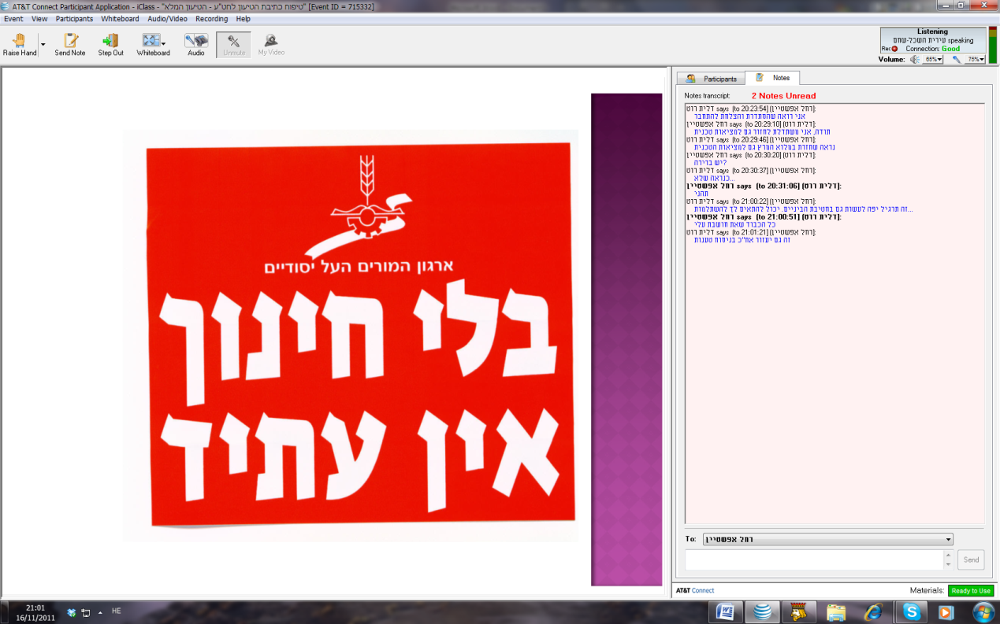 AT&T Connect Participant Application - iClass - "טיפוח כתיבת הטיעון לחט"ע - הטיעון המלא" [Event ID = 715332]
Event View Participants Whiteboard Audio/Video Recording Help
Raise Hand Send Note Step Out Whiteboard Audio Unmute My Video
Listening
עירית השכל-שחם speaking
Rec Connection: Good
Volume: 65% 75%
Participants Notes
Notes transcript: 2 Notes Unread
דלית רוט says (to 20:23:54) [רחל אפשטיין]:
אני רואה שהסתדרת והצלחת להתחבר
רחל אפשטיין says (to 20:29:10) [דלית רוט]:
תודה, אני משתדלת לחזור גם למציאות טכנית
דלית רוט says (to 20:29:46) [רחל אפשטיין]:
נראה שחזרת במלוא המרץ גם למציאות הטכנית
רחל אפשטיין says (to 20:30:20) [דלית רוט]:
יש ברירה?
דלית רוט says (to 20:30:37) [רחל אפשטיין]:
כנראה שלא...
רחל אפשטיין says (to 20:31:06) [דלית רוט]:
תהני
דלית רוט says (to 21:00:22) [רחל אפשטיין]:
זה תרגיל יפה לעשות גם בחטיבת הביניים. יכול להתאים לך להשתלמות...
רחל אפשטיין says (to 21:00:51) [דלית רוט]:
כל הכבוד שאת חושבת עלי
דלית רוט says (to 21:01:21) [רחל אפשטיין]:
זה גם יעזור אח"כ בניסוח טענות
ארגון המורים העל יסודיים
בלי חינוך
אין עתיד
To: רחל אפשטיין
Send
AT&T Connect
Materials: Ready to Use
21:01
16/11/2011
HE